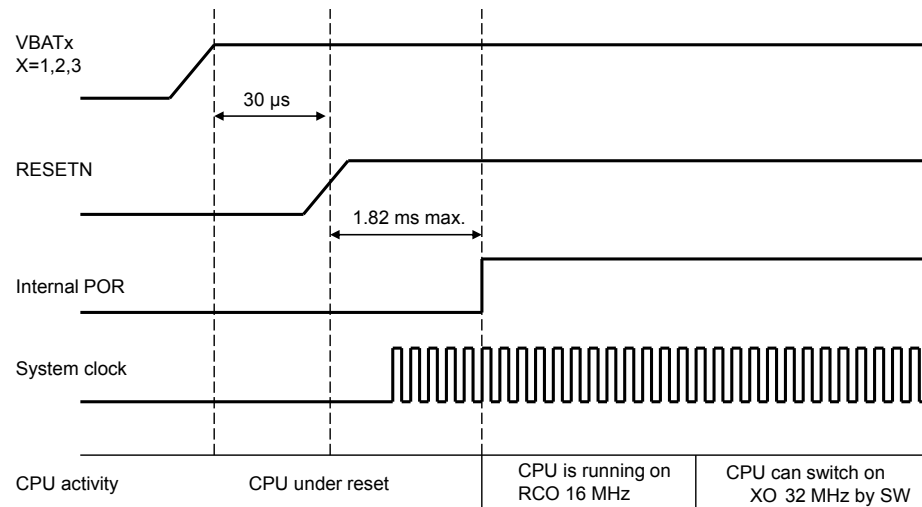 VBATx
X=1,2,3
30 µs
RESETN
1.82 ms max.
Internal POR
System clock
CPU activity
CPU under reset
CPU is running on
RCO 16 MHz
CPU can switch on
XO 32 MHz by SW